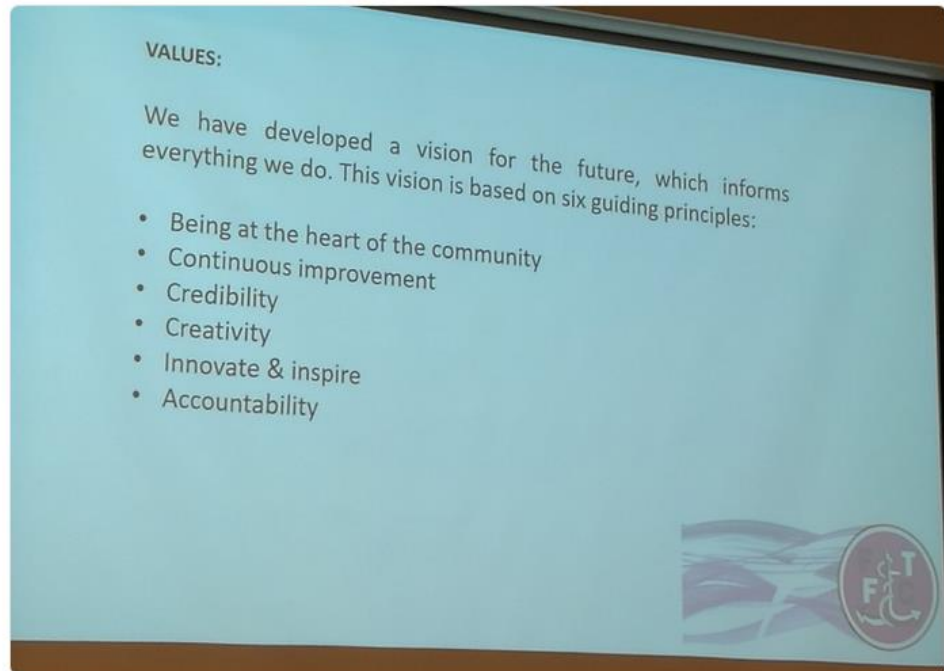 VALUES:
We have developed a vision for the future, which informs
everything we do. This vision is based on six guiding principles:
• Being at the heart of the community
• Continuous improvement
• Credibility
• Creativity
• Innovate & inspire
• Accountability
T
F